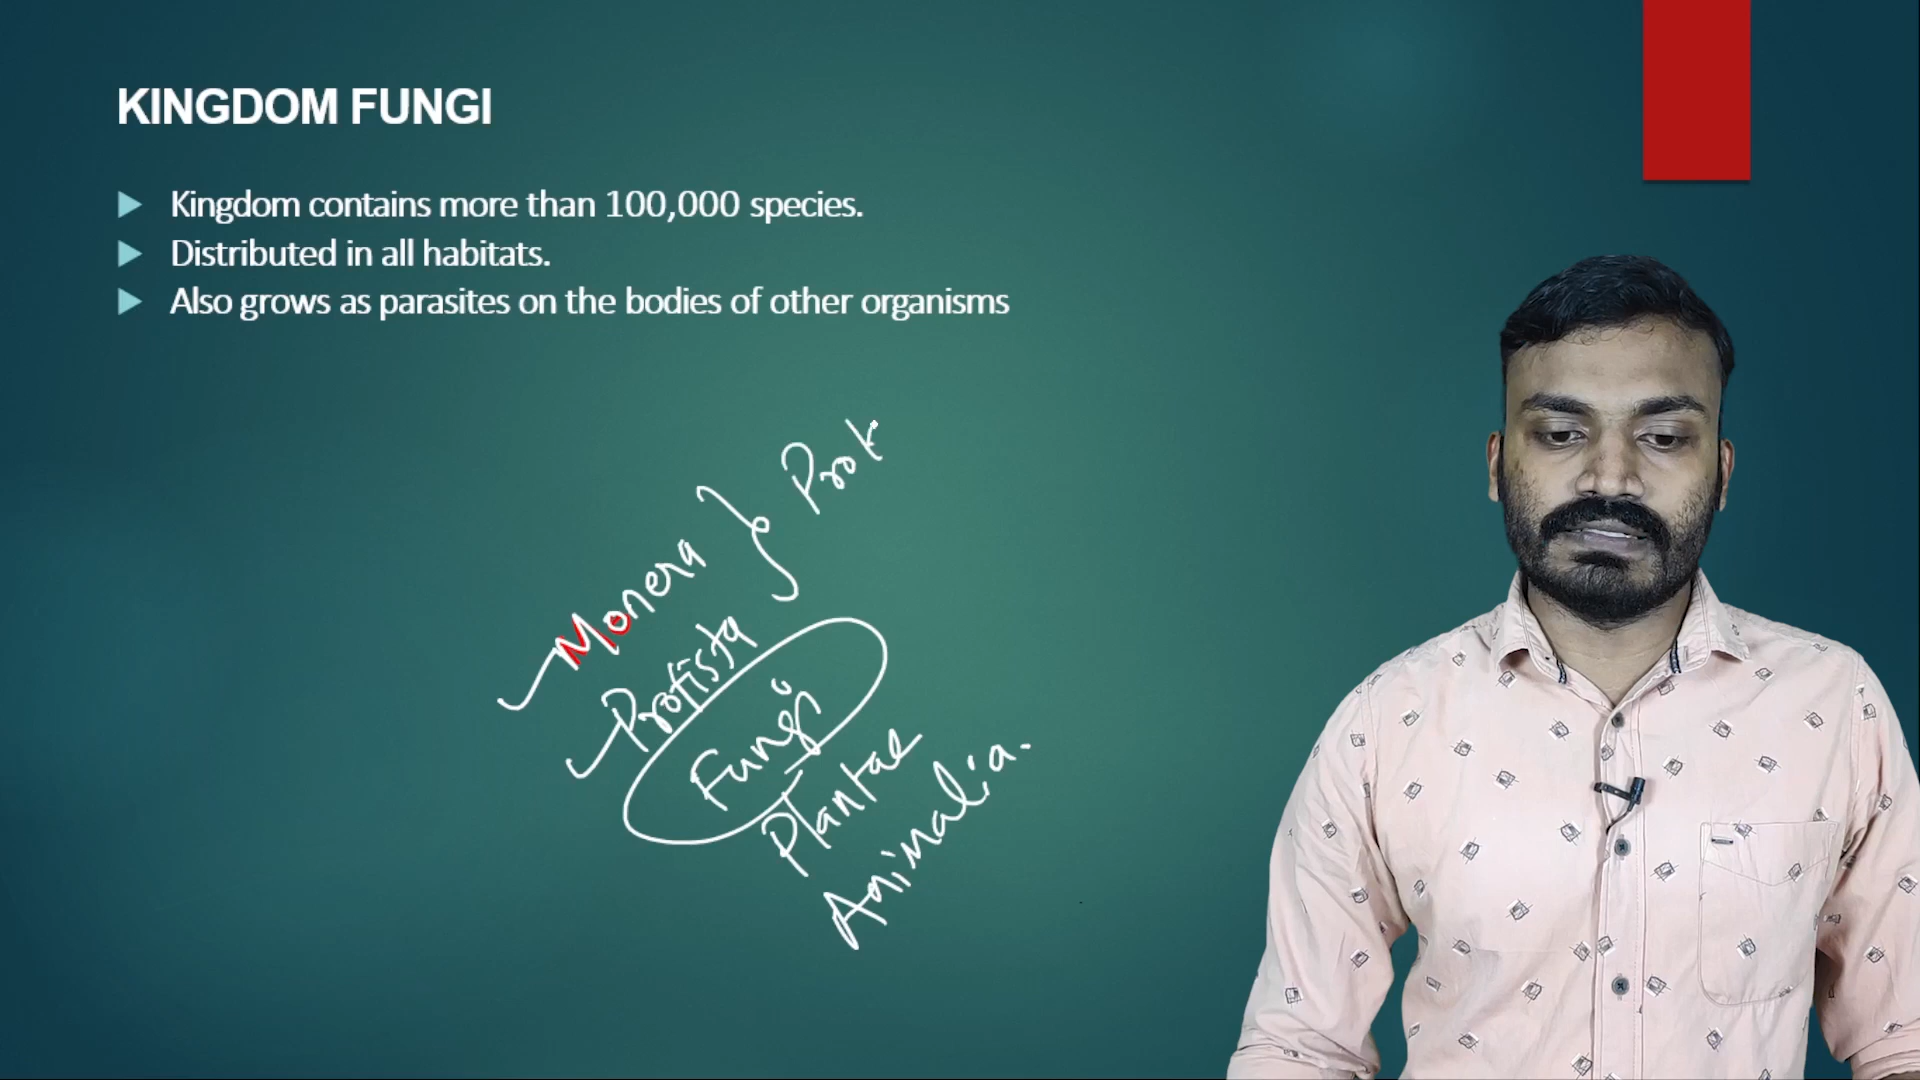 KINGDOM FUNGI
Kingdom contains more than 100,000 species.
Distributed in all habitats.
Also grows as parasites on the bodies of other organisms
Prok
Monera
Protista
Fungi
Plantae
Animalia.